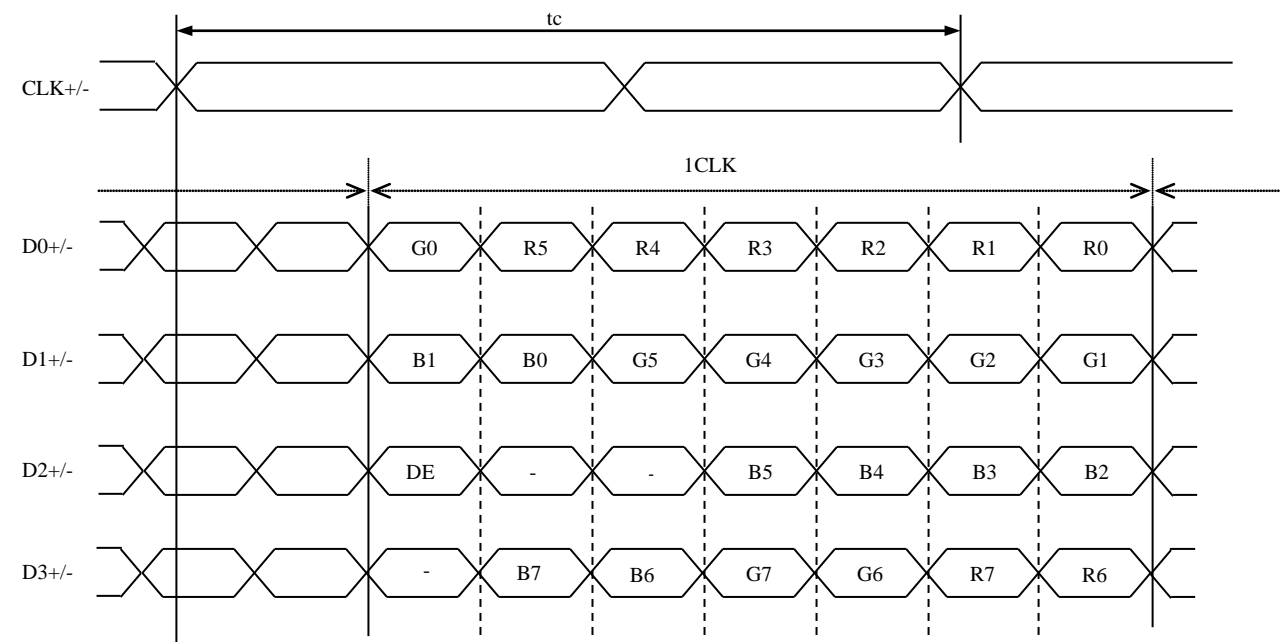 tc
CLK+/-
1CLK
D0+/- G0 R5 R4 R3 R2 R1 R0
D1+/- B1 B0 G5 G4 G3 G2 G1
D2+/- DE - - B5 B4 B3 B2
D3+/- - B7 B6 G7 G6 R7 R6